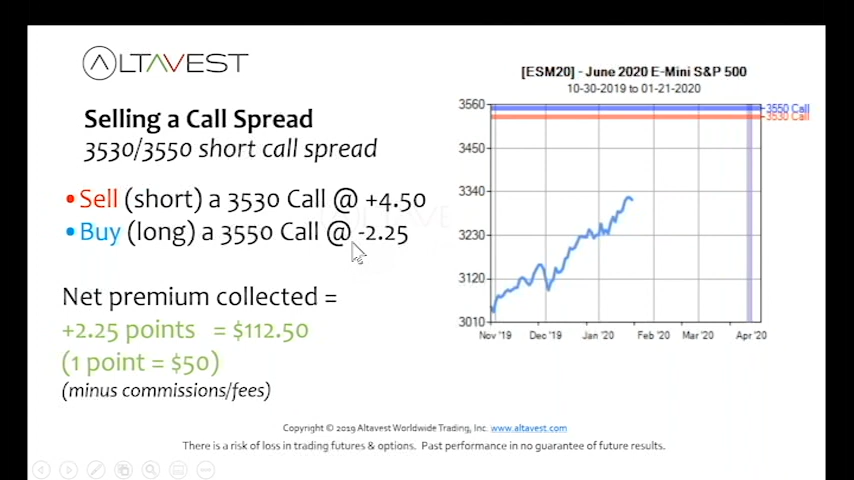 ALTAVEST
Selling a Call Spread
3530/3550 short call spread
•Sell (short) a 3530 Call @ +4.50
•Buy (long) a 3550 Call @ -2.25
Net premium collected =
+2.25 points = $112.50
(1 point = $50)
(minus commissions/fees)
[ESM20] - June 2020 E-Mini S&P 500
10-30-2019 to 01-21-2020
3560
3550 Call
3530 Call
3450
3340
3230
3120
3010
Nov '19 Dec '19 Jan '20 Feb '20 Mar '20 Apr '20
Copyright © 2019 Altavest Worldwide Trading, Inc. www.altavest.com
There is a risk of loss in trading futures & options. Past performance in no guarantee of future results.